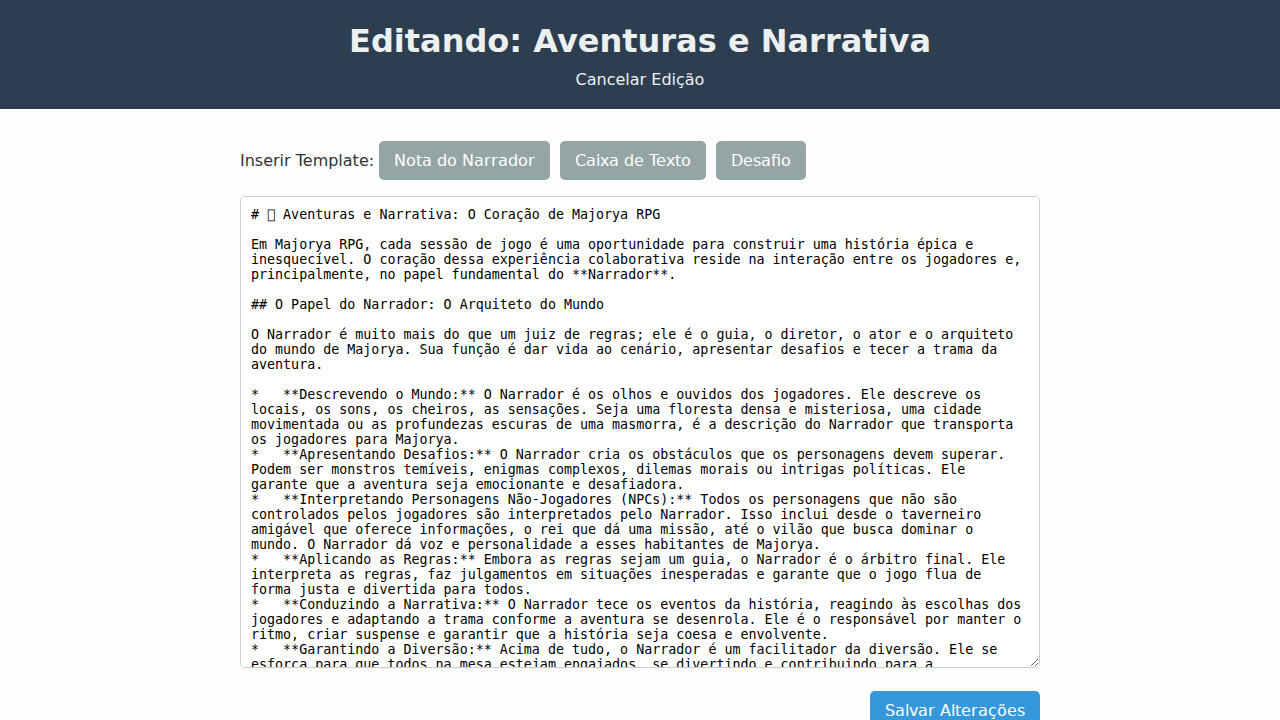 Editando: Aventuras e Narrativa
Cancelar Edição
Inserir Template: Nota do Narrador Caixa de Texto Desafio
# Aventuras e Narrativa: O Coração de Majorya RPG
Em Majorya RPG, cada sessão de jogo é uma oportunidade para construir uma história épica e
inesquecível. O coração dessa experiência colaborativa reside na interação entre os jogadores e,
principalmente, no papel fundamental do **Narrador**.
## O Papel do Narrador: O Arquiteto do Mundo
O Narrador é muito mais do que um juiz de regras; ele é o guia, o diretor, o ator e o arquiteto
do mundo de Majorya. Sua função é dar vida ao cenário, apresentar desafios e tecer a trama da
aventura.
*   **Descrevendo o Mundo:** O Narrador é os olhos e ouvidos dos jogadores. Ele descreve os
locais, os sons, os cheiros, as sensações. Seja uma floresta densa e misteriosa, uma cidade
movimentada ou as profundezas escuras de uma masmorra, é a descrição do Narrador que transporta
os jogadores para Majorya.
*   **Apresentando Desafios:** O Narrador cria os obstáculos que os personagens devem superar.
Podem ser monstros temíveis, enigmas complexos, dilemas morais ou intrigas políticas. Ele
garante que a aventura seja emocionante e desafiadora.
*   **Interpretando Personagens Não-Jogadores (NPCs):** Todos os personagens que não são
controlados pelos jogadores são interpretados pelo Narrador. Isso inclui desde o taverneiro
amigável que oferece informações, o rei que dá uma missão, até o vilão que busca dominar o
mundo. O Narrador dá voz e personalidade a esses habitantes de Majorya.
*   **Aplicando as Regras:** Embora as regras sejam um guia, o Narrador é o árbitro final. Ele
interpreta as regras, faz julgamentos em situações inesperadas e garante que o jogo flua de
forma justa e divertida para todos.
*   **Conduzindo a Narrativa:** O Narrador tece os eventos da história, reagindo às escolhas dos
jogadores e adaptando a trama conforme a aventura se desenrola. Ele é o responsável por manter o
ritmo, criar suspense e garantir que a história seja coesa e envolvente.
*   **Garantindo a Diversão:** Acima de tudo, o Narrador é um facilitador da diversão. Ele se
esforça para que todos na mesa estejam engajados, se divertindo e contribuindo para a
Salvar Alterações